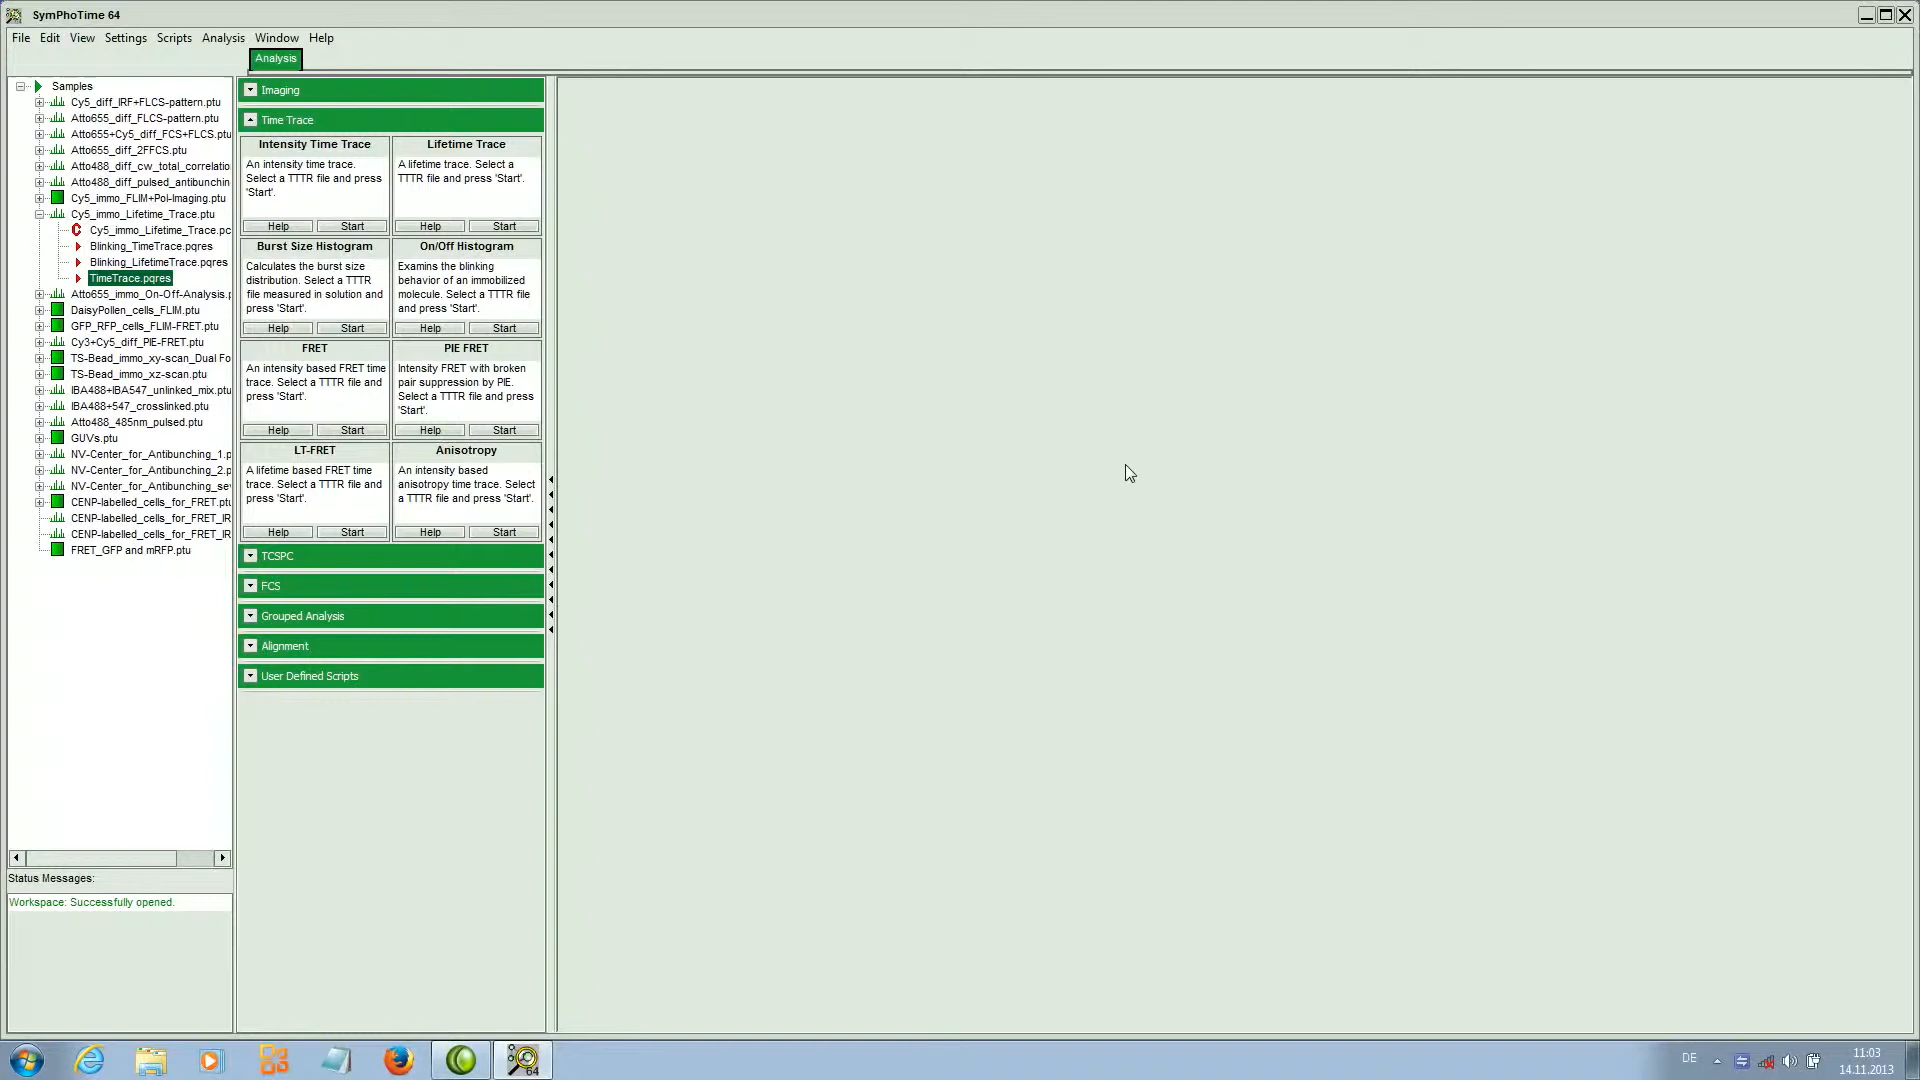 SymPhoTime 64
File Edit View Settings Scripts Analysis Window Help
Analysis
Samples
Cy5_diff_IRF+FLCS-pattern.ptu
Atto655_diff_FLCS-pattern.ptu
Atto655+Cy5_diff_FCS+FLCS.ptu
Atto655_diff_2FFCS.ptu
Atto488_diff_cw_total_correlatio
Atto488_diff_pulsed_antibunchin
Cy5_immo_FLIM+Pol-Imaging.ptu
Cy5_immo_Lifetime_Trace.ptu
Cy5_immo_Lifetime_Trace.pc
Blinking_TimeTrace.pqres
Blinking_LifetimeTrace.pqres
TimeTrace.pqres
Atto655_immo_On-Off-Analysis.p
DaisyPollen_cells_FLIM.ptu
GFP_RFP_cells_FLIM-FRET.ptu
Cy3+Cy5_diff_PIE-FRET.ptu
TS-Bead_immo_xy-scan_Dual Fo
TS-Bead_immo_xz-scan.ptu
IBA488+IBA547_unlinked_mix.ptu
IBA488+547_crosslinked.ptu
Atto488_485nm_pulsed.ptu
GUVs.ptu
NV-Center_for_Antibunching_1.p
NV-Center_for_Antibunching_2.p
NV-Center_for_Antibunching_se
CENP-labelled_cells_for_FRET.ptu
CENP-labelled_cells_for_FRET_IR
CENP-labelled_cells_for_FRET_IR
FRET_GFP and mRFP.ptu
Status Messages:
Workspace: Successfully opened.
Imaging
Time Trace
Intensity Time Trace
An intensity time trace.
Select a TTTR file and press
'Start'.
Help Start
Lifetime Trace
A lifetime trace. Select a
TTTR file and press 'Start'.
Help Start
Burst Size Histogram
Calculates the burst size
distribution. Select a TTTR
file measured in solution and
press 'Start'.
Help Start
On/Off Histogram
Examines the blinking
behavior of an immobilized
molecule. Select a TTTR file
and press 'Start'.
Help Start
FRET
An intensity based FRET time
trace. Select a TTTR file and
press 'Start'.
Help Start
PIE FRET
Intensity FRET with broken
pair suppression by PIE.
Select a TTTR file and press
'Start'.
Help Start
LT-FRET
A lifetime based FRET time
trace. Select a TTTR file and
press 'Start'.
Help Start
Anisotropy
An intensity based
anisotropy time trace. Select
a TTTR file and press 'Start'.
Help Start
TCSPC
FCS
Grouped Analysis
Alignment
User Defined Scripts
64
DE
11:03
14.11.2013